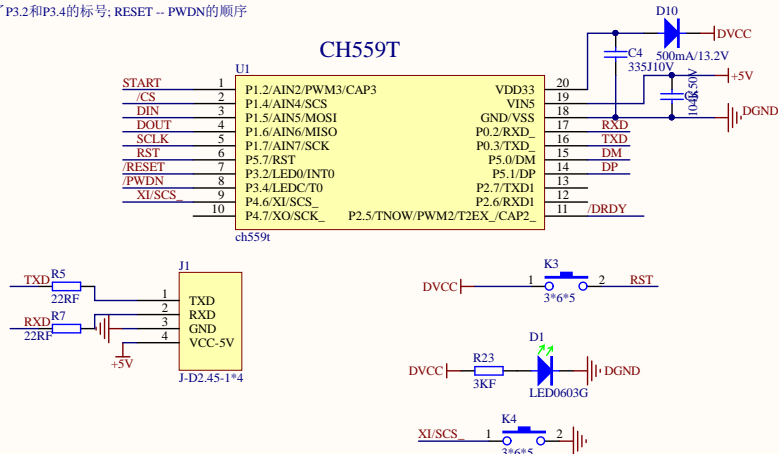 P3.2和P3.4的标号; RESET -- PWDN的顺序
CH559T
U1
START 1 P1.2/AIN2/PWM3/CAP3
/CS 2 P1.4/AIN4/SCS
DIN 3 P1.5/AIN5/MOSI
DOUT 4 P1.6/AIN6/MISO
SCLK 5 P1.7/AIN7/SCK
RST 6 P5.7/RST
/RESET 7 P3.2/LED0/INT0
/PWDN 8 P3.4/LEDC/T0
XI/SCS_ 9 P4.6/XI/SCS_
10 P4.7/XO/SCK_
VDD33 20
VIN5 19
GND/VSS 18
P0.2/RXD_ 17 RXD
P0.3/TXD_ 16 TXD
P5.0/DM 15 DM
P5.1/DP 14 DP
P2.7/TXD1 13
P2.6/RXD1 12
P2.5/TNOW/PWM2/T2EX_/CAP2_ 11 /DRDY
ch559t
D10
DVCC
500mA/13.2V
C4
335J10V
+5V
DGND
J1
TXD R5
22RF
RXD R7
22RF
1 TXD
2 RXD
3 GND
4 VCC-5V
+5V
J-D2.45-1*4
K3
DVCC 1 2 RST
3*6*5
D1
DVCC R23 DGND
3KF
LED0603G
K4
XI/SCS_ 1 2
3*6*5